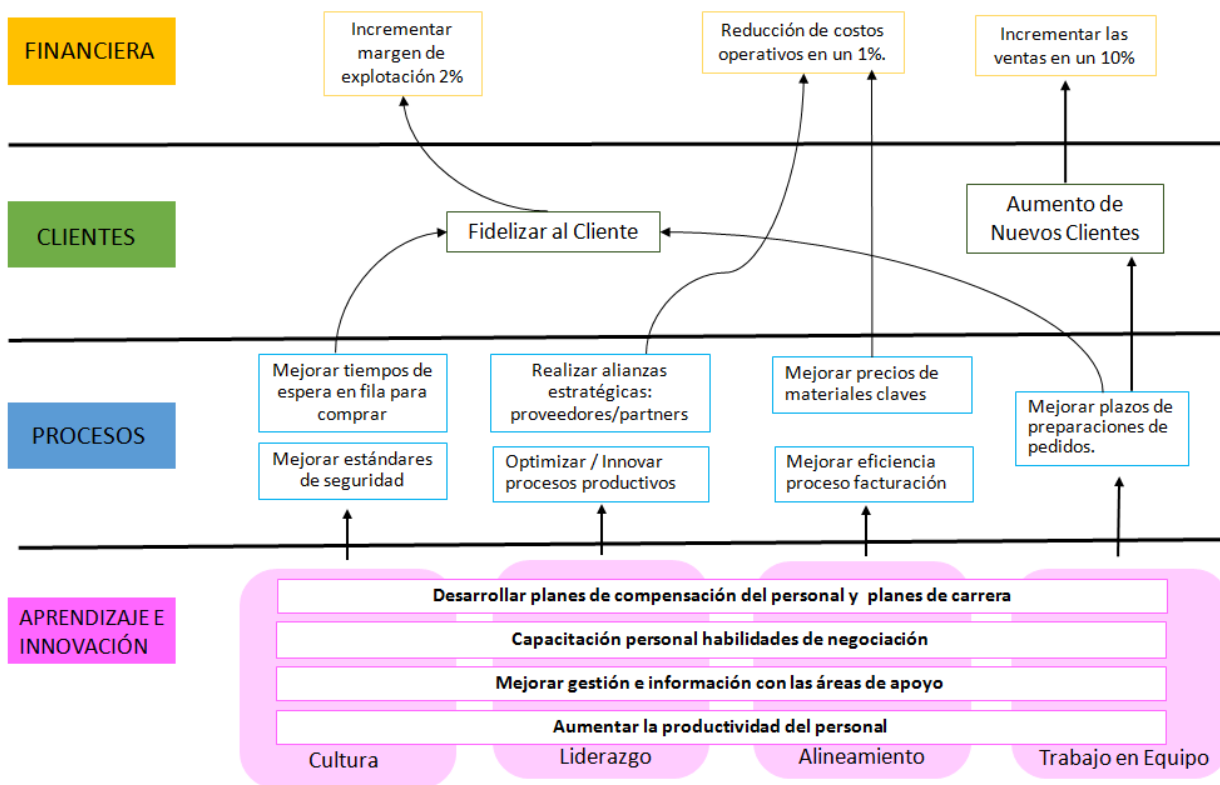 FINANCIERA
Incrementar
margen de
explotación 2%
Reducción de costos
operativos en un 1%.
Incrementar las
ventas en un 10%
CLIENTES
Fidelizar al Cliente
Aumento de
Nuevos Clientes
PROCESOS
Mejorar tiempos de
espera en fila para
comprar
Realizar alianzas
estratégicas:
proveedores/partners
Mejorar precios de
materiales claves
Mejorar plazos de
preparaciones de
pedidos.
Mejorar estándares
de seguridad
Optimizar / Innovar
procesos productivos
Mejorar eficiencia
proceso facturación
APRENDIZAJE E
INNOVACIÓN
Desarrollar planes de compensación del personal y planes de carrera
Capacitación personal habilidades de negociación
Mejorar gestión e información con las áreas de apoyo
Aumentar la productividad del personal
Cultura
Liderazgo
Alineamiento
Trabajo en Equipo